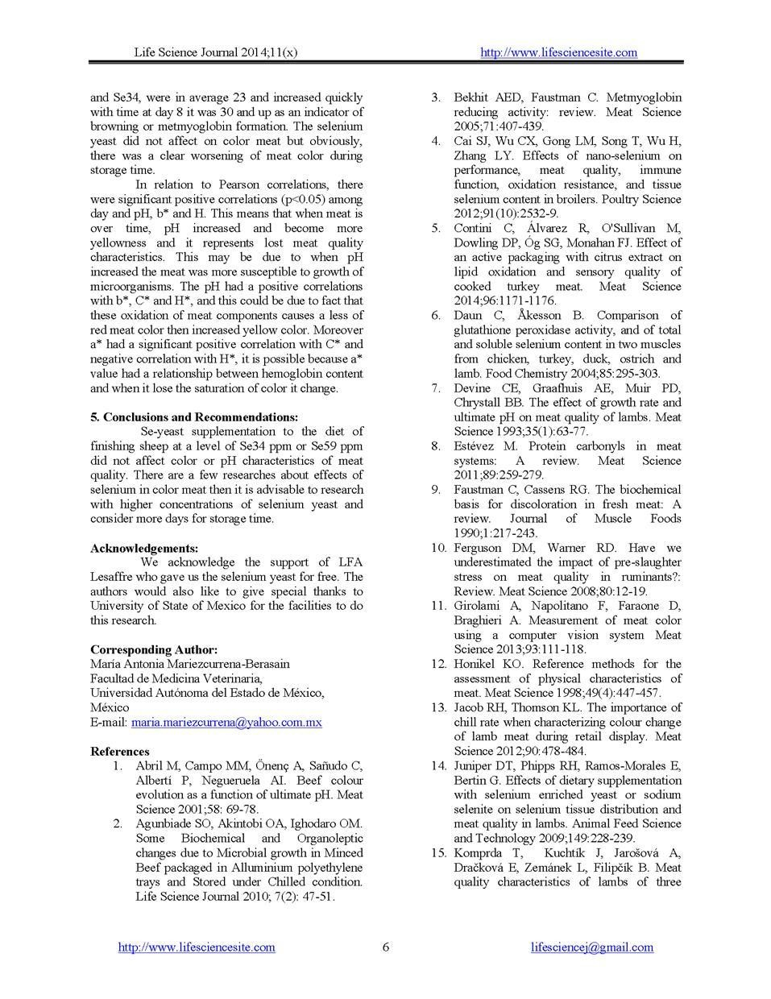 Life Science Journal 2014;11(x) http://www.lifesciencesite.com
and Se34, were in average 23 and increased quickly
with time at day 8 it was 30 and up as an indicator of
browning or metmyoglobin formation. The selenium
yeast did not affect on color meat but obviously,
there was a clear worsening of meat color during
storage time.
In relation to Pearson correlations, there
were significant positive correlations (p<0.05) among
day and pH, b* and H. This means that when meat is
over time, pH increased and become more
yellowness and it represents lost meat quality
characteristics. This may be due to when pH
increased the meat was more susceptible to growth of
microorganisms. The pH had a positive correlations
with b*, C* and H*, and this could be due to fact that
these oxidation of meat components causes a less of
red meat color then increased yellow color. Moreover
a* had a significant positive correlation with C* and
negative correlation with H*, it is possible because a*
value had a relationship between hemoglobin content
and when it lose the saturation of color it change.
5. Conclusions and Recommendations:
Se-yeast supplementation to the diet of
finishing sheep at a level of Se34 ppm or Se59 ppm
did not affect color or pH characteristics of meat
quality. There are a few researches about effects of
selenium in color meat then it is advisable to research
with higher concentrations of selenium yeast and
consider more days for storage time.
Acknowledgements:
We acknowledge the support of LFA
Lesaffre who gave us the selenium yeast for free. The
authors would also like to give special thanks to
University of State of Mexico for the facilities to do
this research.
Corresponding Author:
María Antonia Mariezcurrena-Berasain
Facultad de Medicina Veterinaria,
Universidad Autónoma del Estado de México,
México
E-mail: maria.mariezcurrena@yahoo.com.mx
References
1. Abril M, Campo MM, Önenç A, Sañudo C,
Albertí P, Negueruela AI. Beef colour
evolution as a function of ultimate pH. Meat
Science 2001;58: 69-78.
2. Agunbiade SO, Akintobi OA, Ighodaro OM.
Some Biochemical and Organoleptic
changes due to Microbial growth in Minced
Beef packaged in Alluminium polyethylene
trays and Stored under Chilled condition.
Life Science Journal 2010; 7(2): 47-51.
3. Bekhit AED, Faustman C. Metmyoglobin
reducing activity: review. Meat Science
2005;71:407-439.
4. Cai SJ, Wu CX, Gong LM, Song T, Wu H,
Zhang LY. Effects of nano-selenium on
performance, meat quality, immune
function, oxidation resistance, and tissue
selenium content in broilers. Poultry Science
2012;91(10):2532-9.
5. Contini C, Álvarez R, O'Sullivan M,
Dowling DP, Óg SG, Monahan FJ. Effect of
an active packaging with citrus extract on
lipid oxidation and sensory quality of
cooked turkey meat. Meat Science
2014;96:1171-1176.
6. Daun C, Åkesson B. Comparison of
glutathione peroxidase activity, and of total
and soluble selenium content in two muscles
from chicken, turkey, duck, ostrich and
lamb. Food Chemistry 2004;85:295-303.
7. Devine CE, Graafhuis AE, Muir PD,
Chrystall BB. The effect of growth rate and
ultimate pH on meat quality of lambs. Meat
Science 1993;35(1):63-77.
8. Estévez M. Protein carbonyls in meat
systems: A review. Meat Science
2011;89:259-279.
9. Faustman C, Cassens RG. The biochemical
basis for discoloration in fresh meat: A
review. Journal of Muscle Foods
1990;1:217-243.
10. Ferguson DM, Warner RD. Have we
underestimated the impact of pre-slaughter
stress on meat quality in ruminants?:
Review. Meat Science 2008;80:12-19.
11. Girolami A, Napolitano F, Faraone D,
Braghieri A. Measurement of meat color
using a computer vision system Meat
Science 2013;93:111-118.
12. Honikel KO. Reference methods for the
assessment of physical characteristics of
meat. Meat Science 1998;49(4):447-457.
13. Jacob RH, Thomson KL. The importance of
chill rate when characterizing colour change
of lamb meat during retail display. Meat
Science 2012;90:478-484.
14. Juniper DT, Phipps RH, Ramos-Morales E,
Bertin G. Effects of dietary supplementation
with selenium enriched yeast or sodium
selenite on selenium tissue distribution and
meat quality in lambs. Animal Feed Science
and Technology 2009;149:228-239.
15. Komprda T, Kuchtík J, Jarošová A,
Dračková E, Zemánek L, Filipčík B. Meat
quality characteristics of lambs of three
http://www.lifesciencesite.com 6 lifesciencej@gmail.com